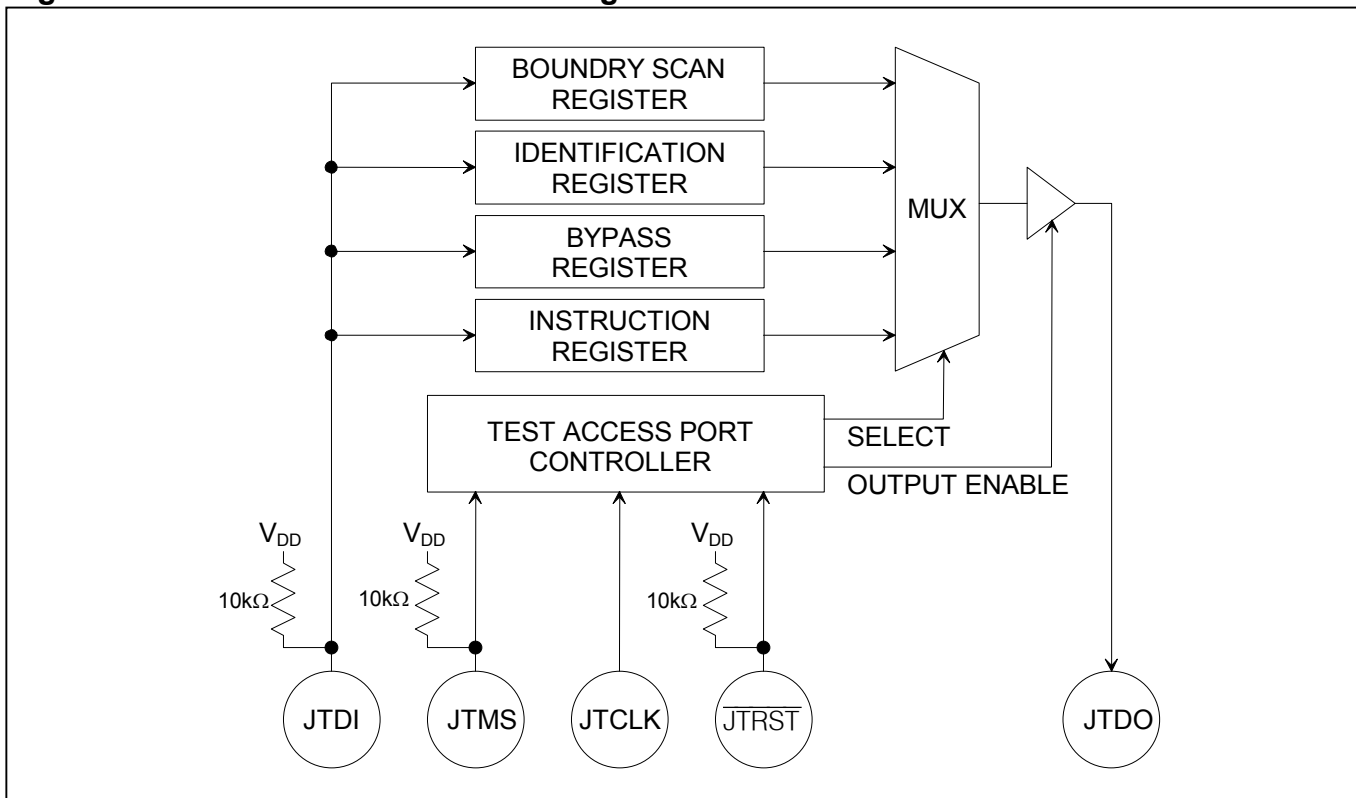 BOUNDRY SCAN
REGISTER
IDENTIFICATION
REGISTER
BYPASS
REGISTER
INSTRUCTION
REGISTER
MUX
TEST ACCESS PORT
CONTROLLER
SELECT
OUTPUT ENABLE
VDD
VDD
VDD
10kΩ
10kΩ
10kΩ
JTDI
JTMS
JTCLK
JTRST
JTDO